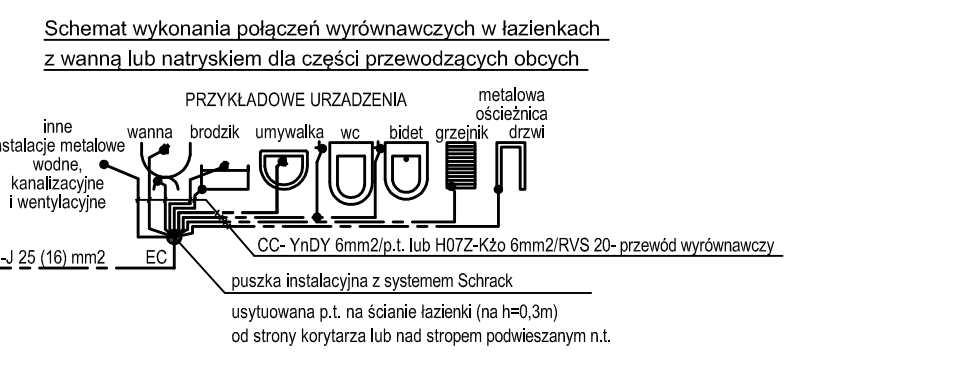 Schemat wykonania połączeń wyrównawczych w łazienkach
z wanną lub natryskiem dla części przewodzących obcych
PRZYKŁADOWE URZADZENIA
metalowa
ościeżnica
drzwi
inne
nstalacje metalowe
wodne,
kanalizacyjne
i wentylacyjne
wanna brodzik umywalka wc bidet grzejnik
CC- YnDY 6mm2/p.t. lub H07Z-Kżo 6mm2/RVS 20- przewód wyrównawczy
-J 25 (16) mm2 EC
puszka instalacyjna z systemem Schrack
usytuowana p.t. na ścianie łazienki (na h=0,3m)
od strony korytarza lub nad stropem podwieszanym n.t.